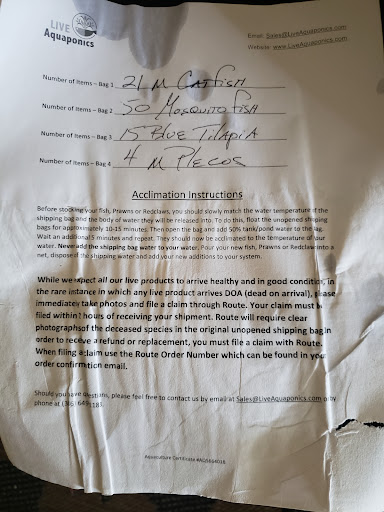 LIVE
Aquaponics
Email: Sales@LiveAquaponics.com
Website: www.LiveAquaponics.com
Number of Items - Bag 1 21 M CATfisH
Number of Items - Bag 2 50 MosquitofisH
Number of Items - Bag 3 15 BLUE TilApiA
Number of Items - Bag 4 4 M PLECOS
Acclimation Instructions
Before stocking your fish, Prawns or Redclaws, you should slowly match the water temperature of the
shipping bag and the body of water they will be released into. To do this, float the unopened shipping
bags for approximately 10-15 minutes. Then open the bag and add 50% tank/pond water to the bag.
Wait an additional 5 minutes and repeat. They should now be acclimated to the temperature of your
water. Never add the shipping bag water to your water. Pour your new fish, Prawns or Redclaws into a
net, dispose of the shipping water and add your new additions to your system.
While we expect all our live products to arrive healthy and in good condition, in
the rare instance in which any live product arrives DOA (dead on arrival), please
immediately take photos and file a claim through Route. Your claim must be
filed within hours of receiving your shipment. Route will require clear
photographs of the deceased species in the original unopened shipping bag in
order to receive a refund or replacement, you must file a claim with Route.
When filing a claim use the Route Order Number which can be found in your
order confirmation email.
Should you have questions, please feel free to contact us by email at Sales@LiveAquaponics.com or by
phone at
Aquaculture Certificate